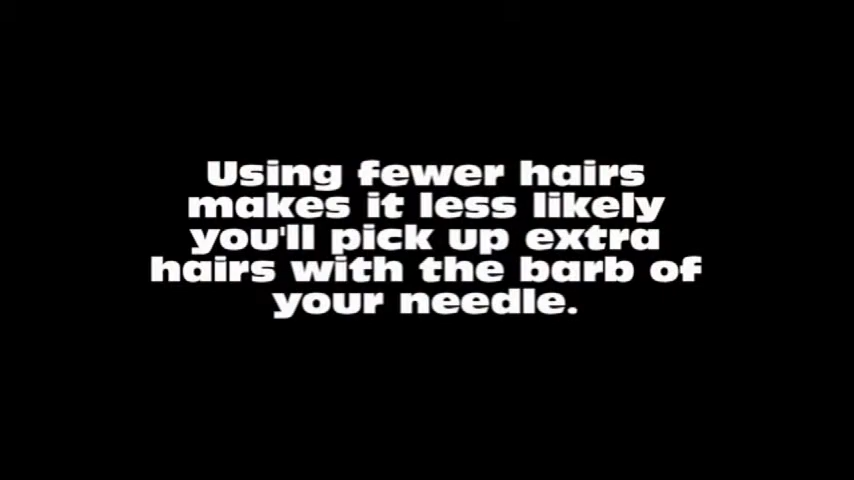 Using fewer hairs
makes it less likely
you'll pick up extra
hairs with the barb of
your needle.